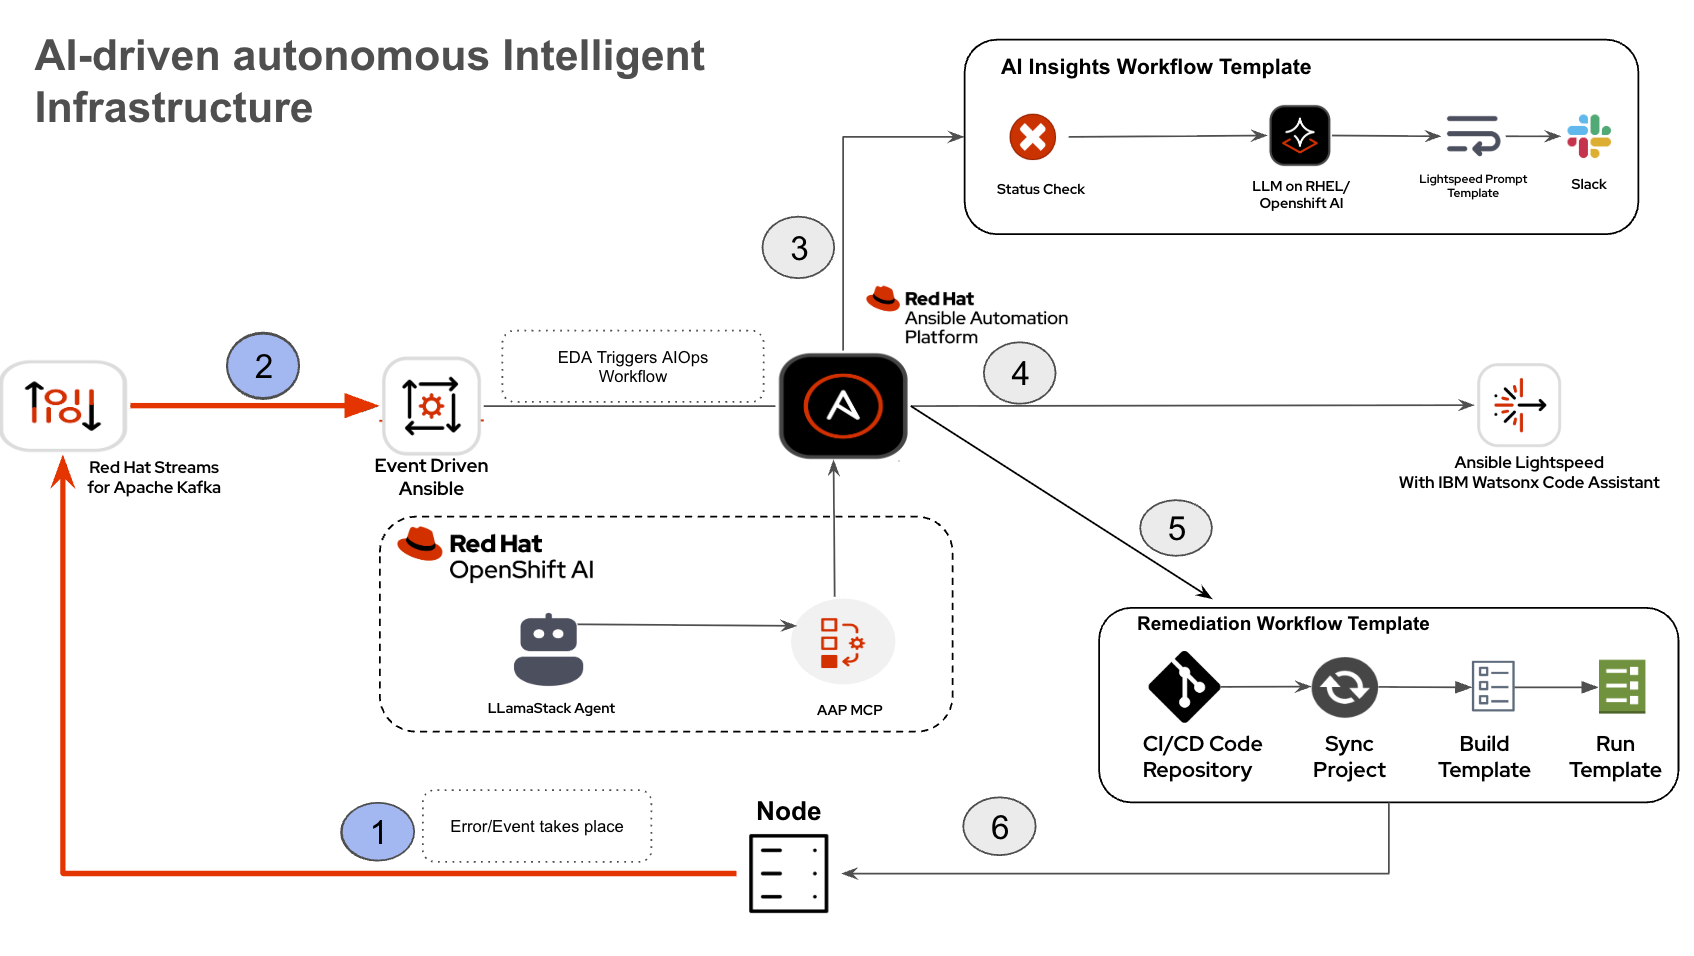 AI-driven autonomous Intelligent
Infrastructure
AI Insights Workflow Template
Status Check
LLM on RHEL/
Openshift AI
Lightspeed Prompt
Template
Slack
3
Red Hat
Ansible Automation
Platform
2
EDA Triggers AIOps
Workflow
4
Red Hat Streams
for Apache Kafka
Event Driven
Ansible
Ansible Lightspeed
With IBM Watsonx Code Assistant
5
Red Hat
OpenShift AI
LLamaStack Agent
AAP MCP
Remediation Workflow Template
CI/CD Code
Repository
Sync
Project
Build
Template
Run
Template
1
Error/Event takes place
Node
6